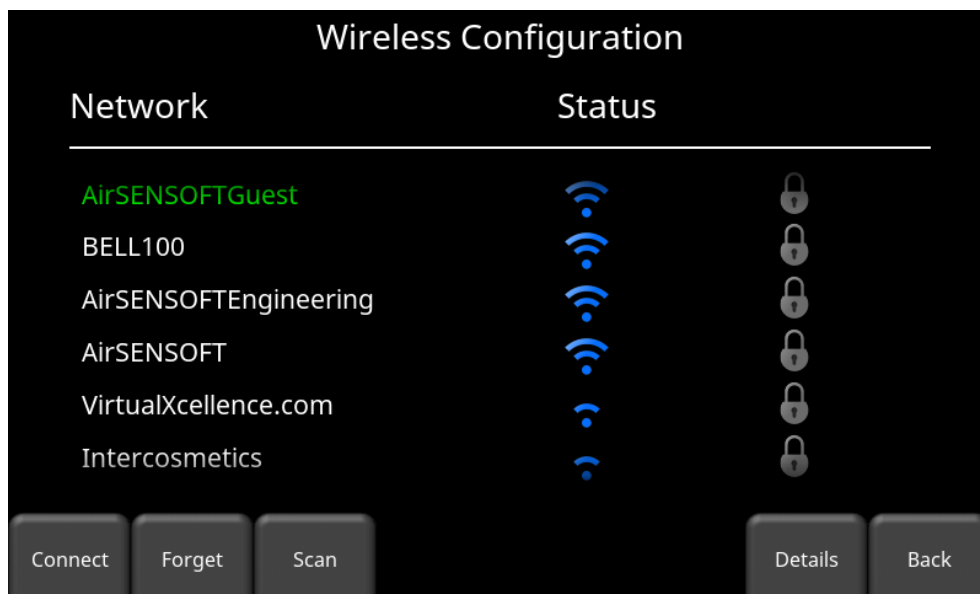 Wireless Configuration
Network Status
AirSENSOFTGuest
BELL100
AirSENSOFTEngineering
AirSENSOFT
VirtualXcellence.com
Intercosmetics
Connect Forget Scan Details Back